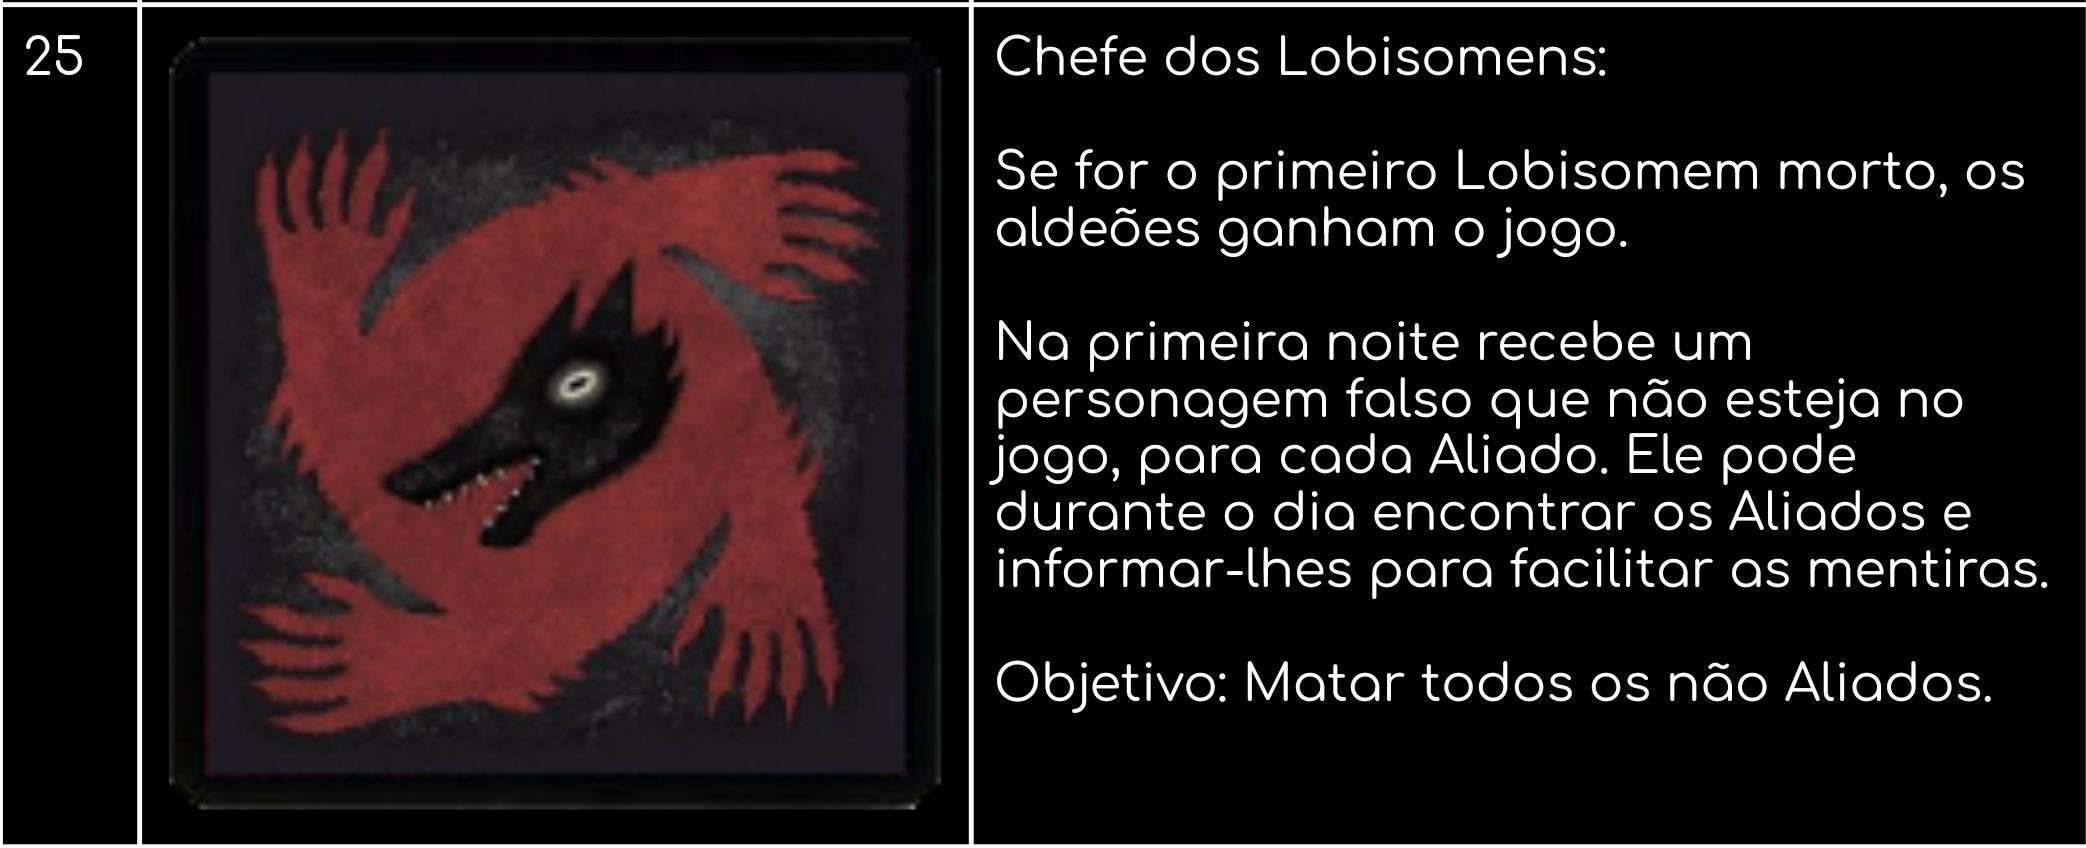 25
Chefe dos Lobisomens:
Se for o primeiro Lobisomem morto, os
aldeões ganham o jogo.
Na primeira noite recebe um
personagem falso que não esteja no
jogo, para cada Aliado. Ele pode
durante o dia encontrar os Aliados e
informar-lhes para facilitar as mentiras.
Objetivo: Matar todos os não Aliados.